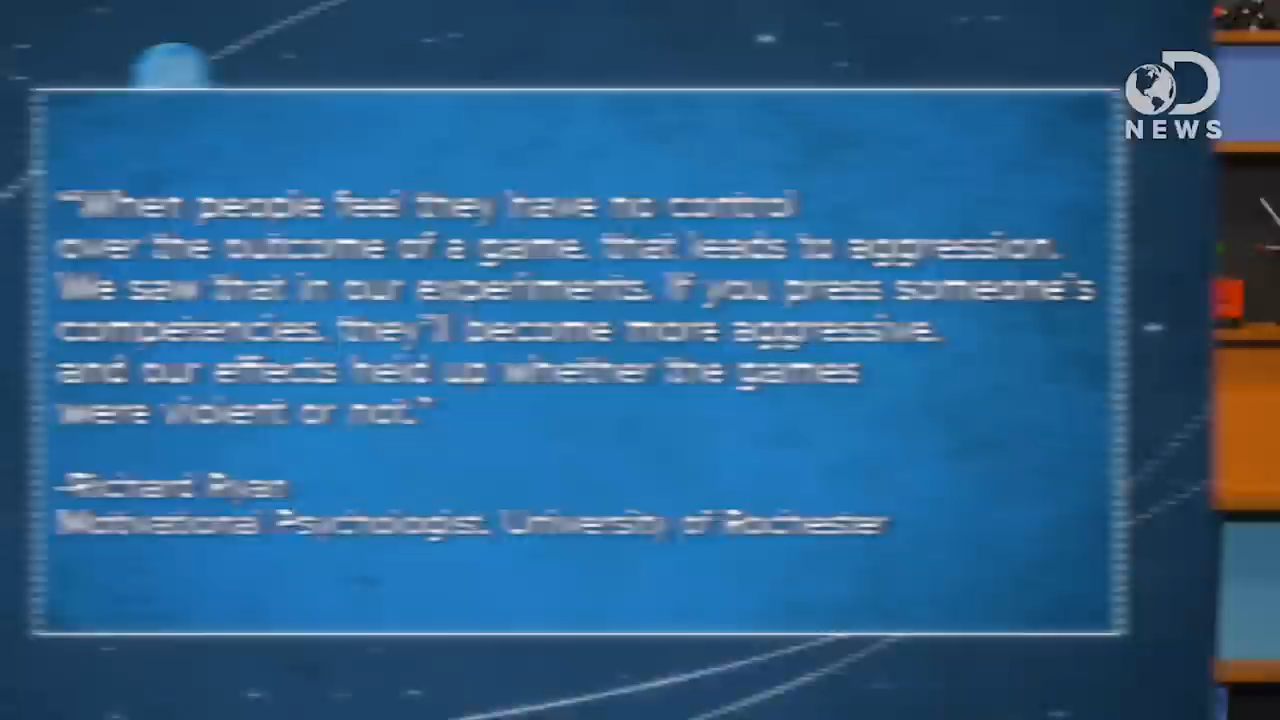 "When people feel they have no control
over the outcome of a game, that leads to aggression.
We saw that in our experiments. If you press someone's
competencies, they'll become more aggressive,
and our effects held up whether the games
were violent or not."
-Richard Ryan
Motivational Psychologist, University of Rochester
D
NEWS